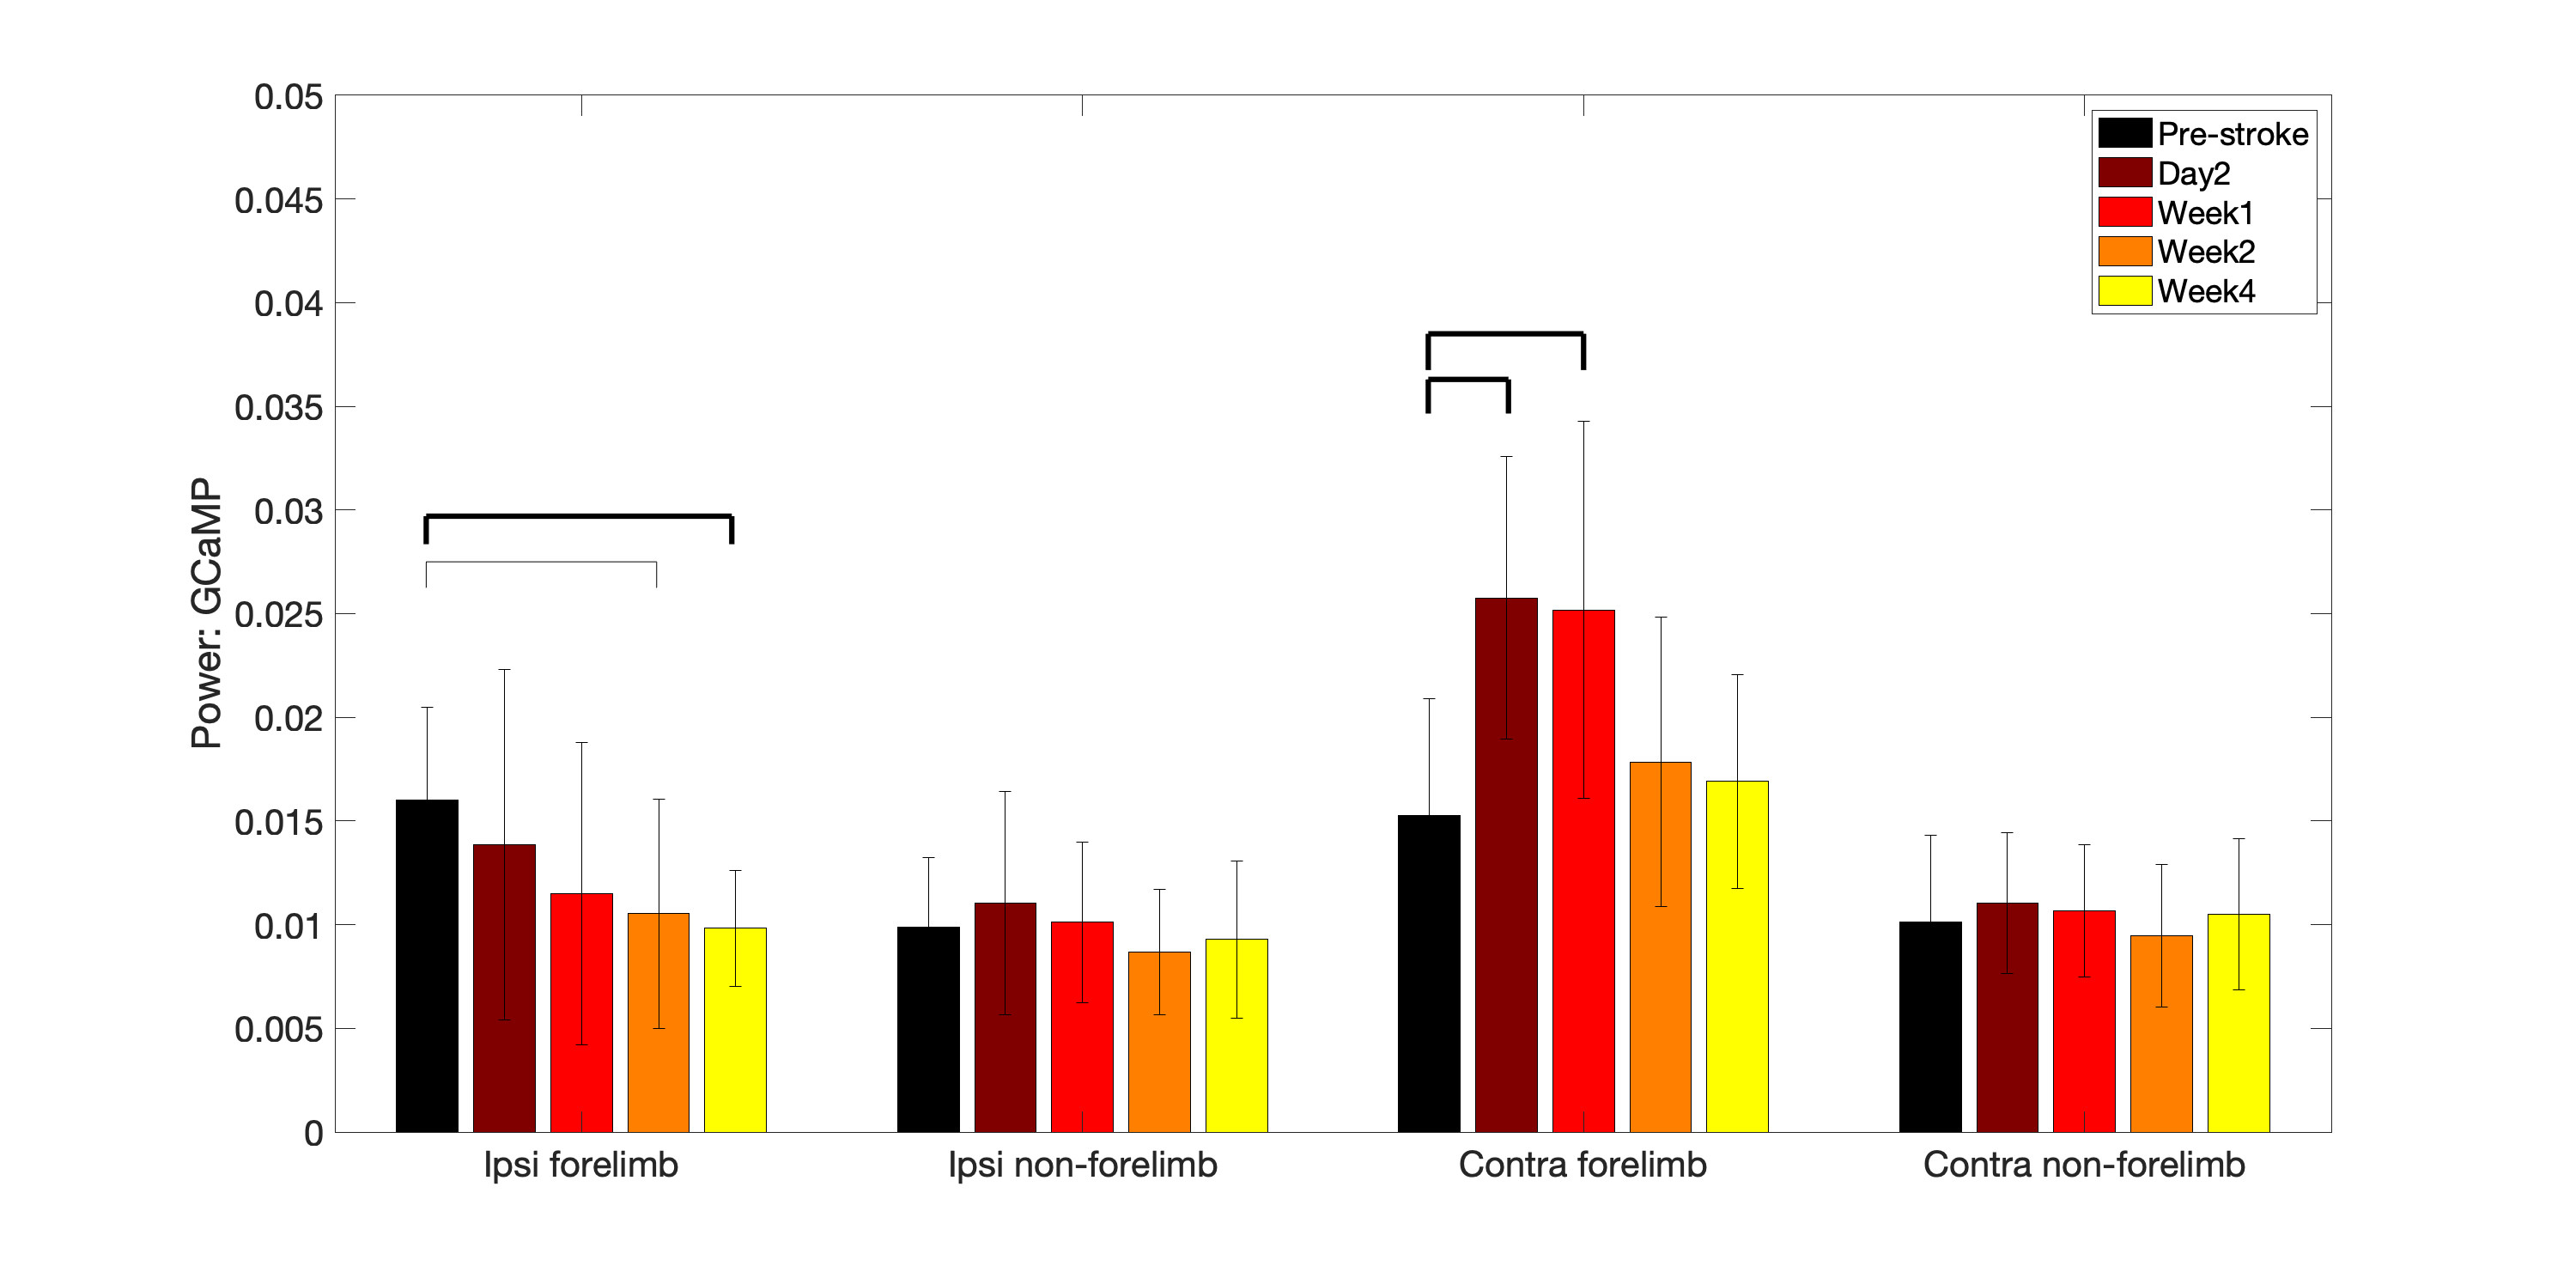 Power: GCaMP
0.05
0.045
0.04
0.035
0.03
0.025
0.02
0.015
0.01
0.005
0
Ipsi forelimb
Ipsi non-forelimb
Contra forelimb
Contra non-forelimb
Pre-stroke
Day2
Week1
Week2
Week4